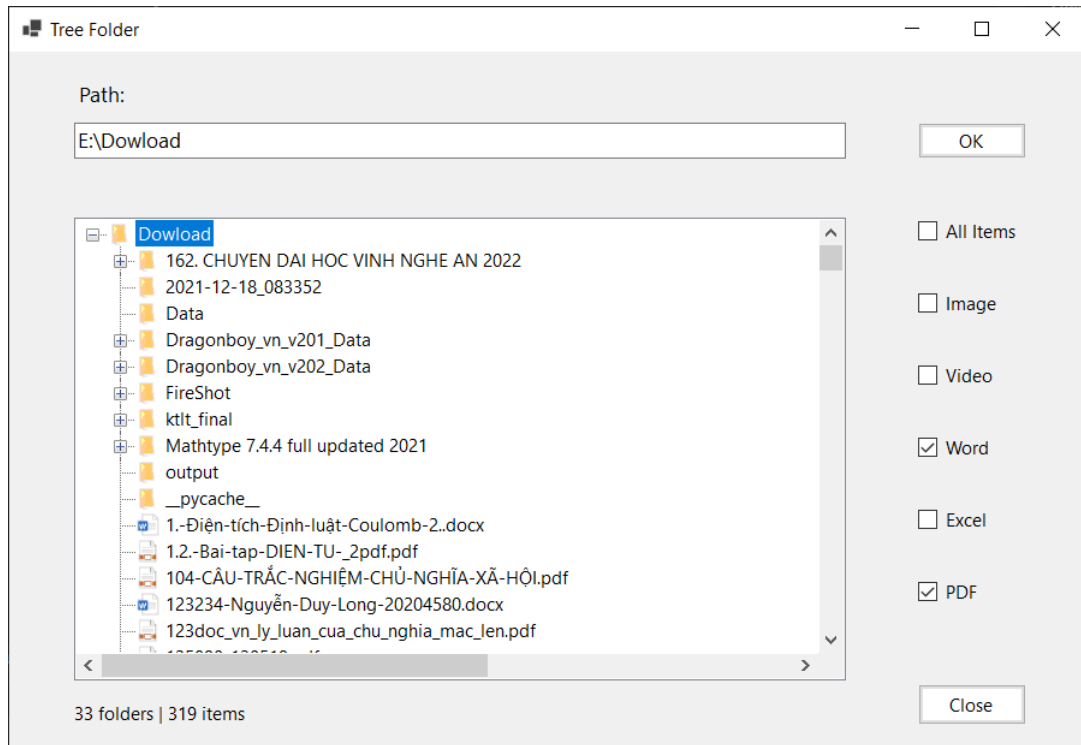 Tree Folder
Path:
E:\Dowload
OK
Dowload
162. CHUYEN DAI HOC VINH NGHE AN 2022
2021-12-18_083352
Data
Dragonboy_vn_v201_Data
Dragonboy_vn_v202_Data
FireShot
ktlt_final
Mathtype 7.4.4 full updated 2021
output
__pycache__
1.-Điện-tích-Định-luật-Coulomb-2..docx
1.2.-Bai-tap-DIEN-TU-_2pdf.pdf
104-CÂU-TRẮC-NGHIỆM-CHỦ-NGHĨA-XÃ-HỘI.pdf
123234-Nguyễn-Duy-Long-20204580.docx
123doc_vn_ly_luan_cua_chu_nghia_mac_len.pdf
All Items
Image
Video
Word
Excel
PDF
33 folders | 319 items
Close